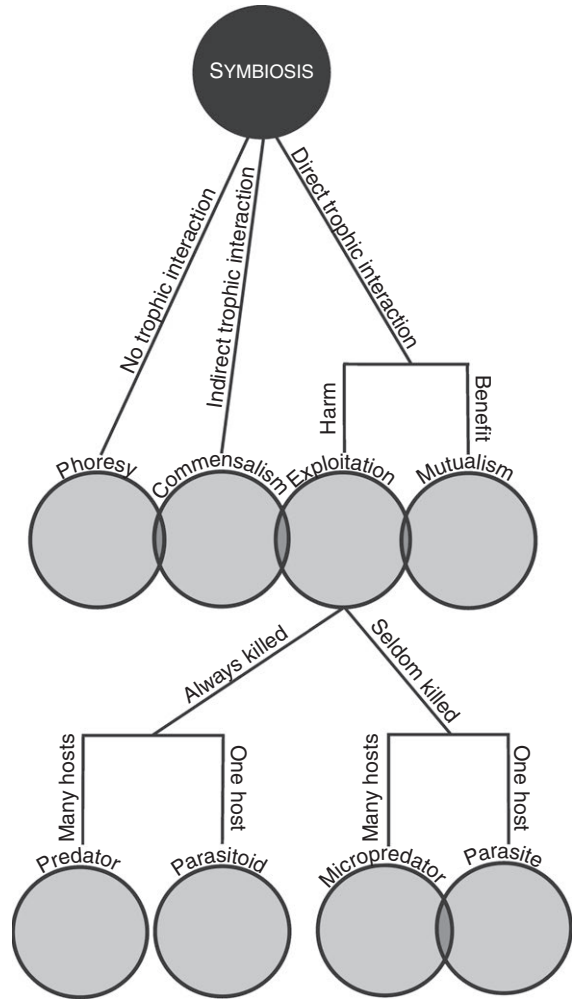 SYMBIOSIS
No trophic interaction
Indirect trophic interaction
Direct trophic interaction
Harm
Benefit
Phoresy
Commensalism
Exploitation
Mutualism
Always killed
Seldom killed
Many hosts
One host
Many hosts
One host
Predator
Parasitoid
Micropredator
Parasite